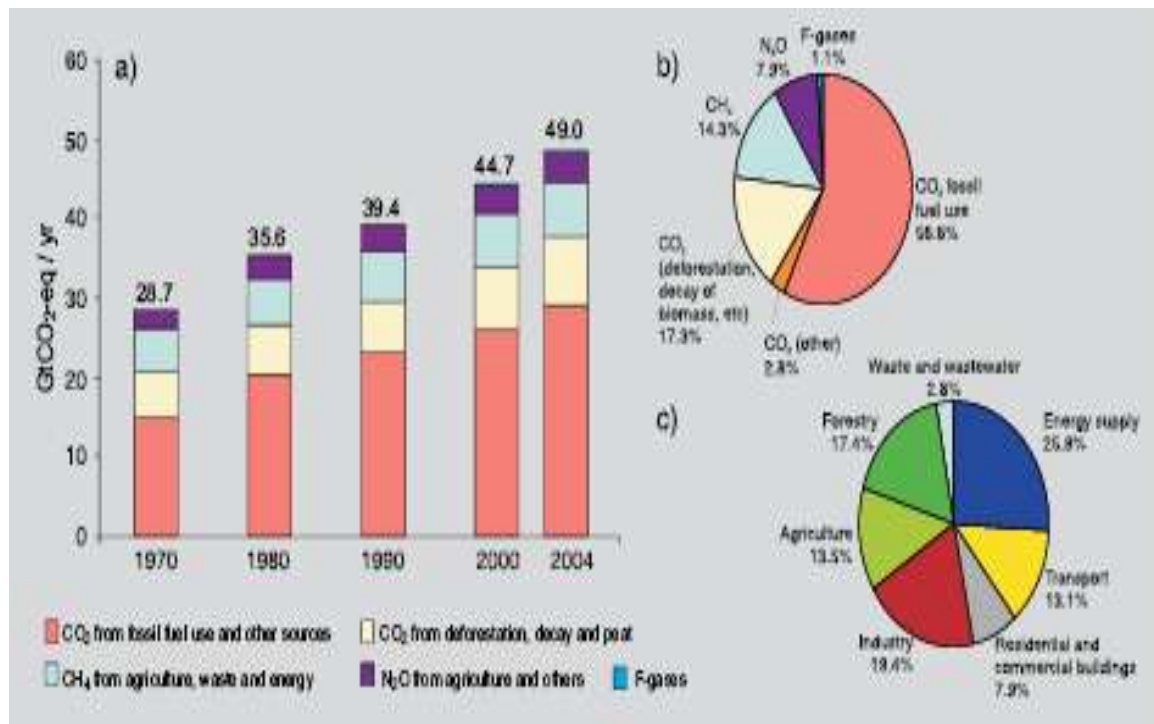 a)
GtCO₂-eq / yr
60
50
40
30
20
10
0
28.7
35.6
39.4
44.7
49.0
1970
1980
1990
2000
2004
CO₂ from fossil fuel use and other sources
CO₂ from deforestation, decay and peat
CH₄ from agriculture, waste and energy
N₂O from agriculture and others
F-gases
b)
F-gases
1.1%
N₂O
7.9%
CH₄
14.3%
CO₂ fossil
fuel use
CO₂
(deforestation,
decay of
biomass, etc)
17.3%
CO₂ (other)
2.8%
c)
Waste and wastewater
2.8%
Forestry
17.4%
Energy supply
25.9%
Agriculture
13.5%
Transport
13.1%
Industry
19.4%
Residential and
commercial buildings
7.9%